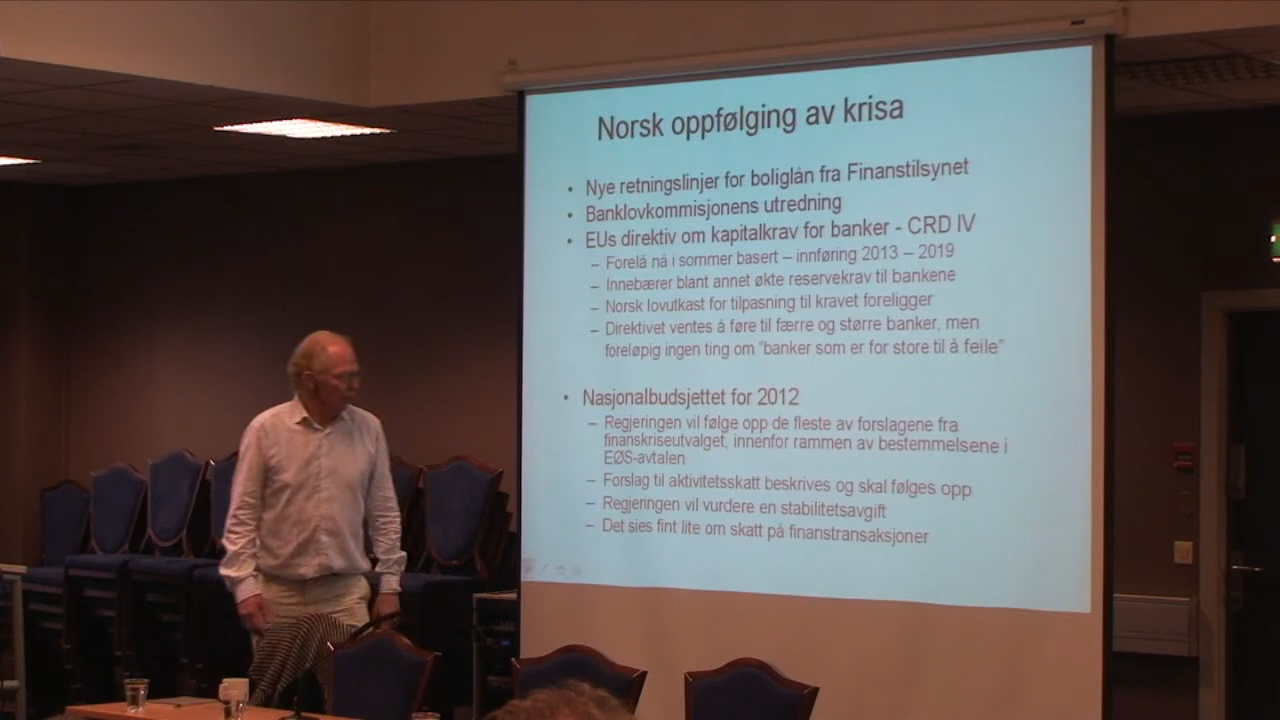 Norsk oppfølging av krisa
• Nye retningslinjer for boliglån fra Finanstilsynet
• Banklovkommisjonens utredning
• EUs direktiv om kapitalkrav for banker - CRD IV
– Forelå nå i sommer basert – innføring 2013 – 2019
– Innebærer blant annet økte reservekrav til bankene
– Norsk lovutkast for tilpasning til kravet foreligger
– Direktivet ventes å føre til færre og større banker, men
foreløpig ingen ting om "banker som er for store til å feile"
• Nasjonalbudsjettet for 2012
– Regjeringen vil følge opp de fleste av forslagene fra
finanskriseutvalget, innenfor rammen av bestemmelsene i
EØS-avtalen
– Forslag til aktivitetsskatt beskrives og skal følges opp
– Regjeringen vil vurdere en stabilitetsavgift
– Det sies fint lite om skatt på finanstransaksjoner